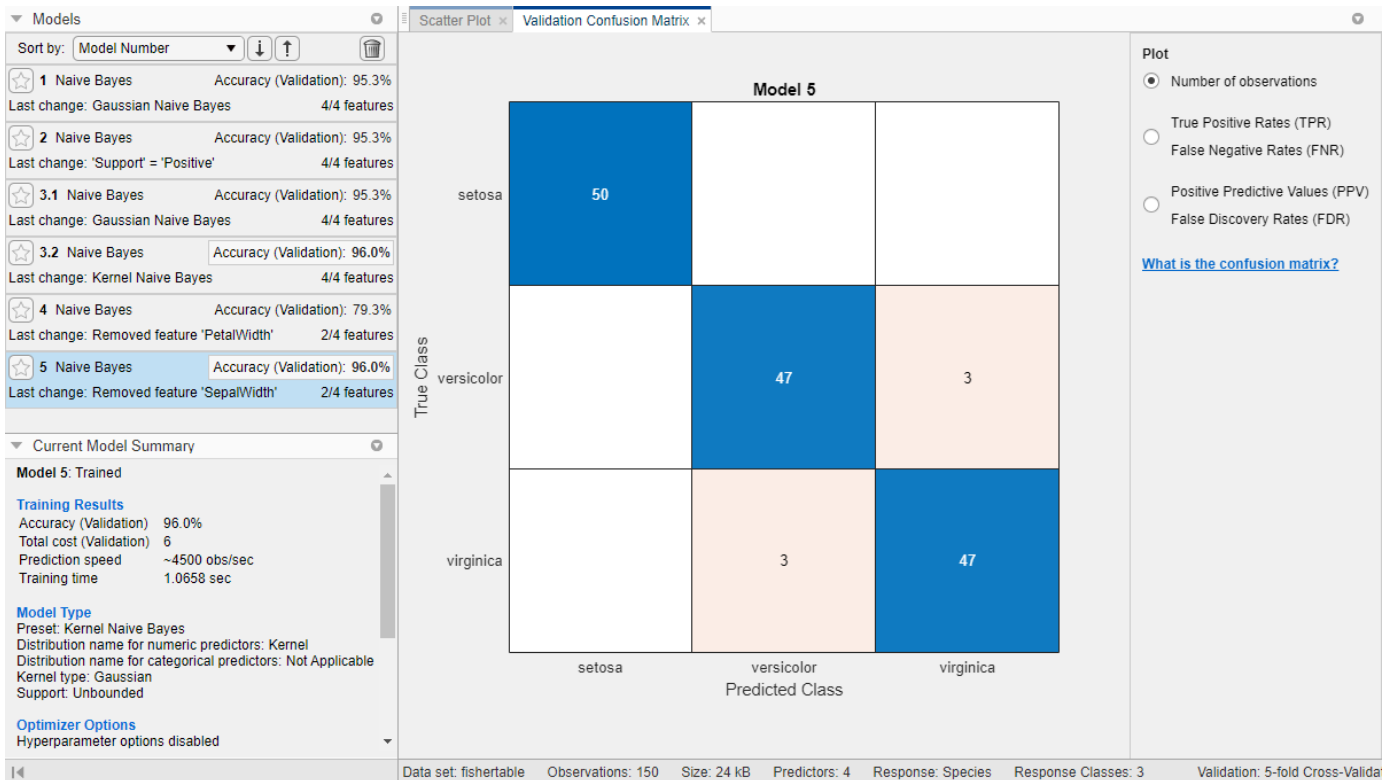 Models
Sort by: Model Number
1 Naive Bayes Accuracy (Validation): 95.3%
Last change: Gaussian Naive Bayes 4/4 features
2 Naive Bayes Accuracy (Validation): 95.3%
Last change: 'Support' = 'Positive' 4/4 features
3.1 Naive Bayes Accuracy (Validation): 95.3%
Last change: Gaussian Naive Bayes 4/4 features
3.2 Naive Bayes Accuracy (Validation): 96.0%
Last change: Kernel Naive Bayes 4/4 features
4 Naive Bayes Accuracy (Validation): 79.3%
Last change: Removed feature 'PetalWidth' 2/4 features
5 Naive Bayes Accuracy (Validation): 96.0%
Last change: Removed feature 'SepalWidth' 2/4 features
Current Model Summary
Model 5: Trained
Training Results
Accuracy (Validation) 96.0%
Total cost (Validation) 6
Prediction speed ~4500 obs/sec
Training time 1.0658 sec
Model Type
Preset: Kernel Naive Bayes
Distribution name for numeric predictors: Kernel
Distribution name for categorical predictors: Not Applicable
Kernel type: Gaussian
Support: Unbounded
Optimizer Options
Hyperparameter options disabled
Scatter Plot × Validation Confusion Matrix ×
Model 5
True Class
setosa 50
versicolor 47 3
virginica 3 47
setosa versicolor virginica
Predicted Class
Plot
Number of observations
True Positive Rates (TPR)
False Negative Rates (FNR)
Positive Predictive Values (PPV)
False Discovery Rates (FDR)
What is the confusion matrix?
Data set: fishertable Observations: 150 Size: 24 kB Predictors: 4 Response: Species Response Classes: 3 Validation: 5-fold Cross-Valida